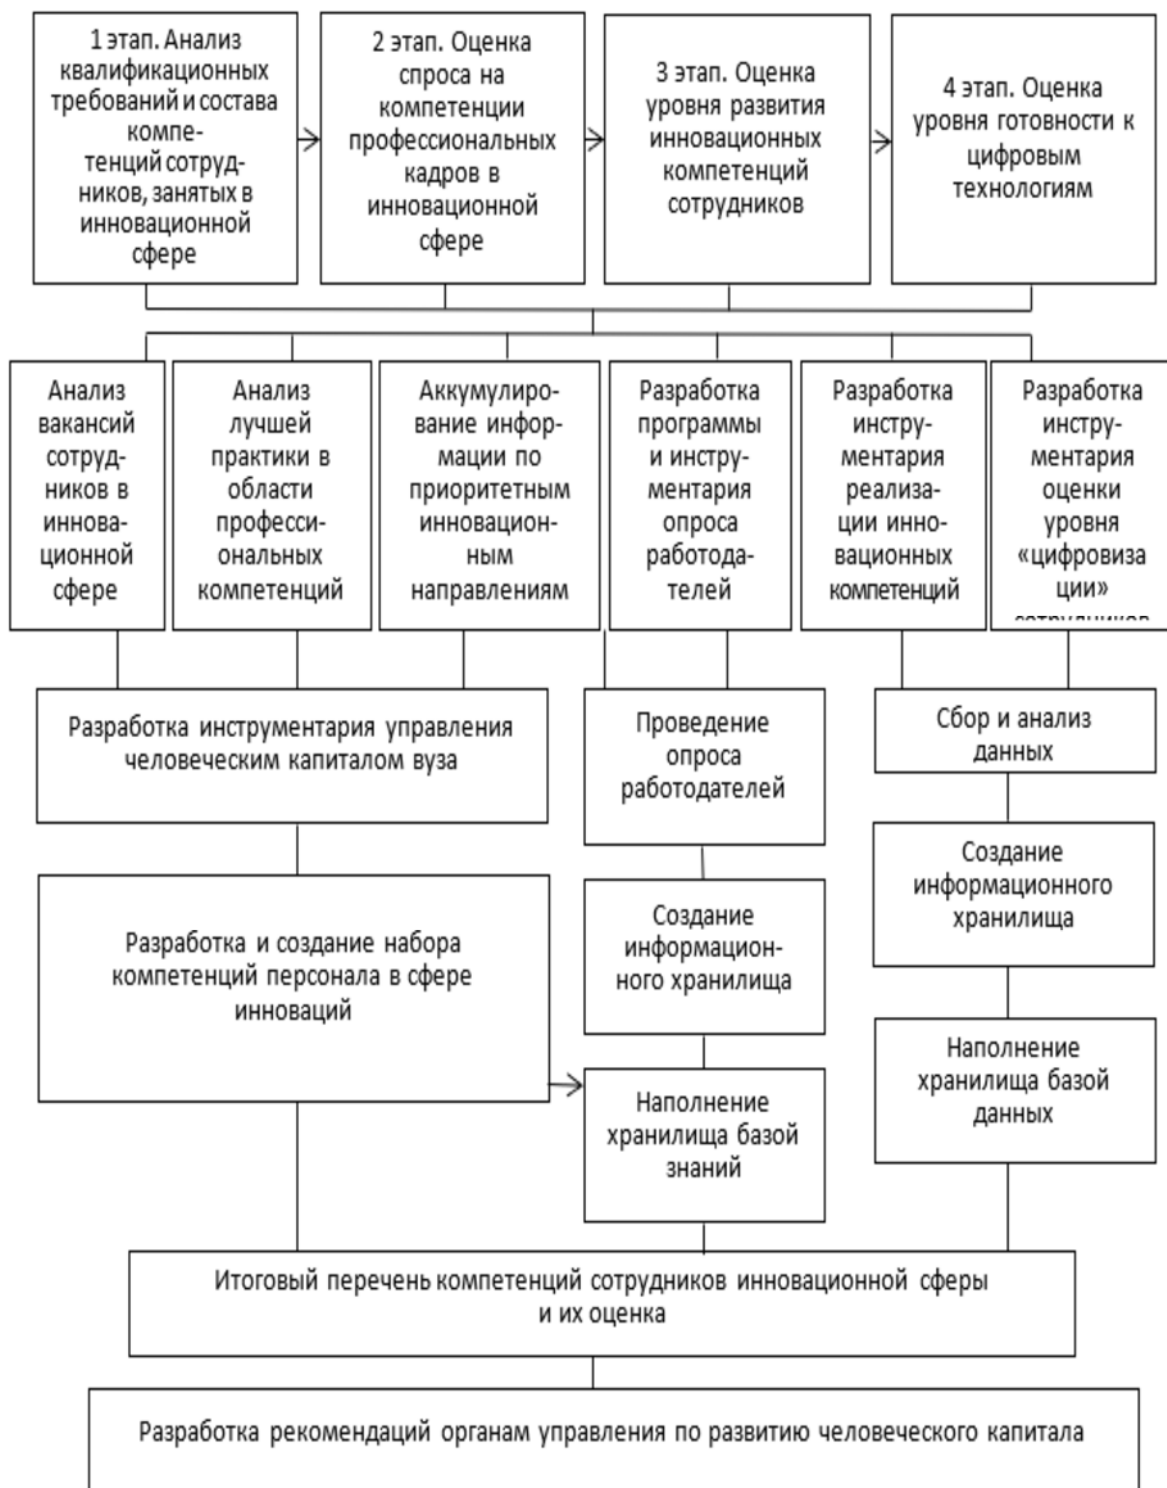 1 этап. Анализ
квалификационных
требований и состава
компе-
тенций сотруд-
ников, занятых в
инновационной
сфере
2 этап. Оценка
спроса на
компетенции
профессиональных
кадров в
инновационной
сфере
3 этап. Оценка
уровня развития
инновационных
компетенций
сотрудников
4 этап. Оценка
уровня готовности к
цифровым
технологиям
Анализ
вакансий
сотруд-
ников в
иннова-
ционной
сфере
Анализ
лучшей
практики в
области
професси-
ональных
компетенций
Аккумулиро-
вание инфор-
мации по
приоритетным
инновацион-
ным
направлениям
Разработка
программы
и инстру-
ментария
опроса
работода-
телей
Разработка
инстру-
ментария
реализа-
ции инно-
вационных
компетенций
Разработка
инстру-
ментария
оценки
уровня
«цифровиза
ции»
Разработка инструментария управления
человеческим капиталом вуза
Проведение
опроса
работодателей
Сбор и анализ
данных
Разработка и создание набора
компетенций персонала в сфере
инноваций
Создание
информацион-
ного хранилища
Создание
информационного
хранилища
Наполнение
хранилища базой
знаний
Наполнение
хранилища базой
данных
Итоговый перечень компетенций сотрудников инновационной сферы
и их оценка
Разработка рекомендаций органам управления по развитию человеческого капитала